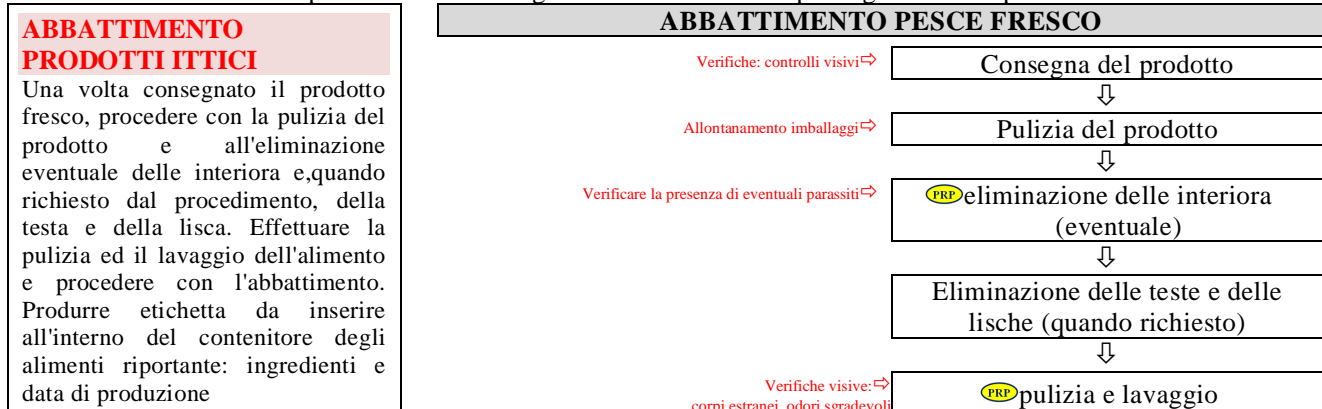 ABBATTIMENTO
PRODOTTI ITTICI
Una volta consegnato il prodotto
fresco, procedere con la pulizia del
prodotto e all'eliminazione
eventuale delle interiora e,quando
richiesto dal procedimento, della
testa e della lisca. Effettuare la
pulizia ed il lavaggio dell'alimento
e procedere con l'abbattimento.
Produrre etichetta da inserire
all'interno del contenitore degli
alimenti riportante: ingredienti e
data di produzione
ABBATTIMENTO PESCE FRESCO
Verifiche: controlli visivi⇨
Consegna del prodotto
⇩
Allontanamento imballaggi⇨
Pulizia del prodotto
⇩
Verificare la presenza di eventuali parassiti⇨
PRP eliminazione delle interiora
(eventuale)
⇩
Eliminazione delle teste e delle
lische (quando richiesto)
⇩
Verifiche visive:⇨
corpi estranei, odori sgradevoli
PRP pulizia e lavaggio